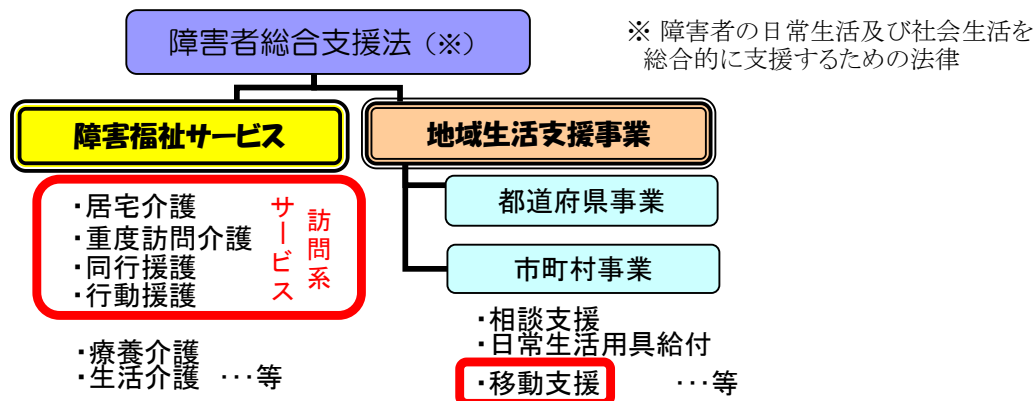 障害者総合支援法（※）
※ 障害者の日常生活及び社会生活を
総合的に支援するための法律
障害福祉サービス
地域生活支援事業
・居宅介護
・重度訪問介護
・同行援護
・行動援護
訪問系
サービス
・療養介護
・生活介護 …等
都道府県事業
市町村事業
・相談支援
・日常生活用具給付
・移動支援 …等